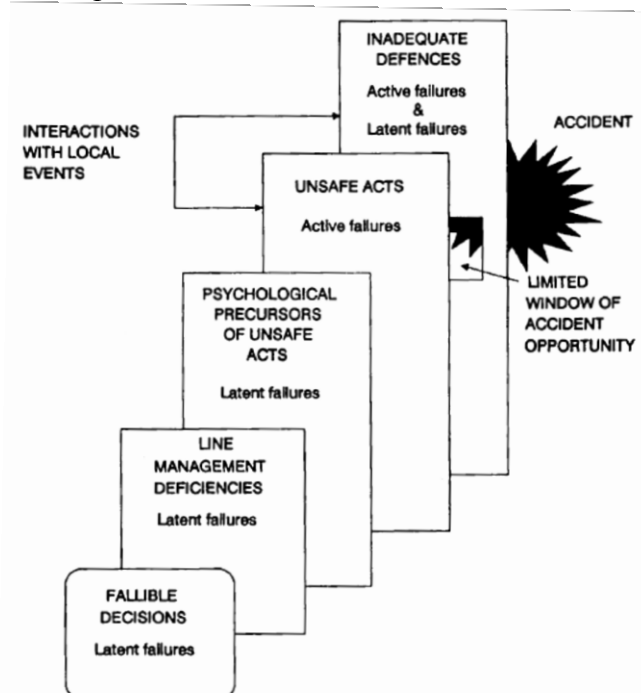 INADEQUATE
DEFENCES
Active failures
&
Latent failures
ACCIDENT
INTERACTIONS
WITH LOCAL
EVENTS
UNSAFE ACTS
Active failures
LIMITED
WINDOW OF
ACCIDENT
OPPORTUNITY
PSYCHOLOGICAL
PRECURSORS
OF UNSAFE
ACTS
Latent failures
LINE
MANAGEMENT
DEFICIENCIES
Latent failures
FALLIBLE
DECISIONS
Latent failures